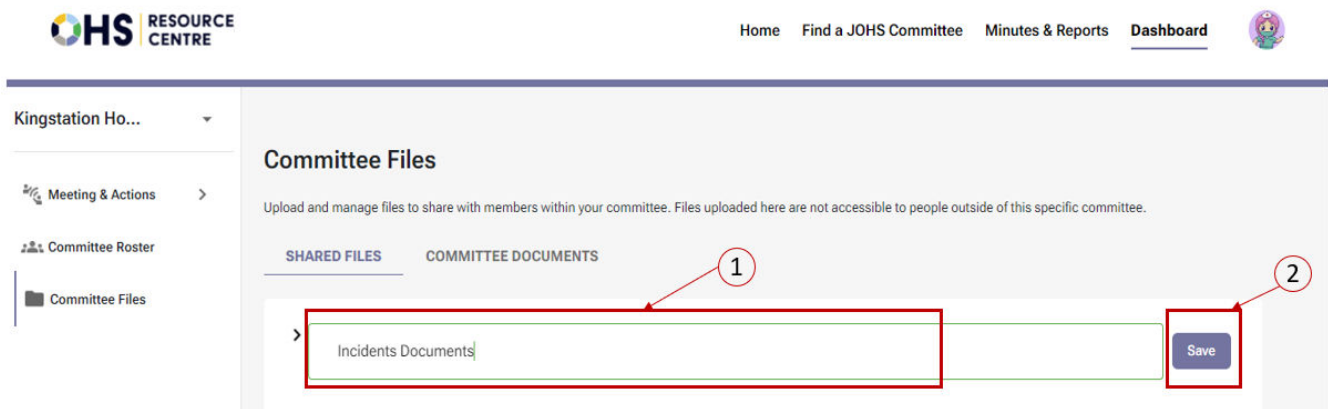 OHS RESOURCE CENTRE
Home Find a JOHS Committee Minutes & Reports Dashboard
Kingstation Ho...
Meeting & Actions
Committee Roster
Committee Files
Committee Files
Upload and manage files to share with members within your committee. Files uploaded here are not accessible to people outside of this specific committee.
SHARED FILES COMMITTEE DOCUMENTS
1
2
Incidents Documents
Save